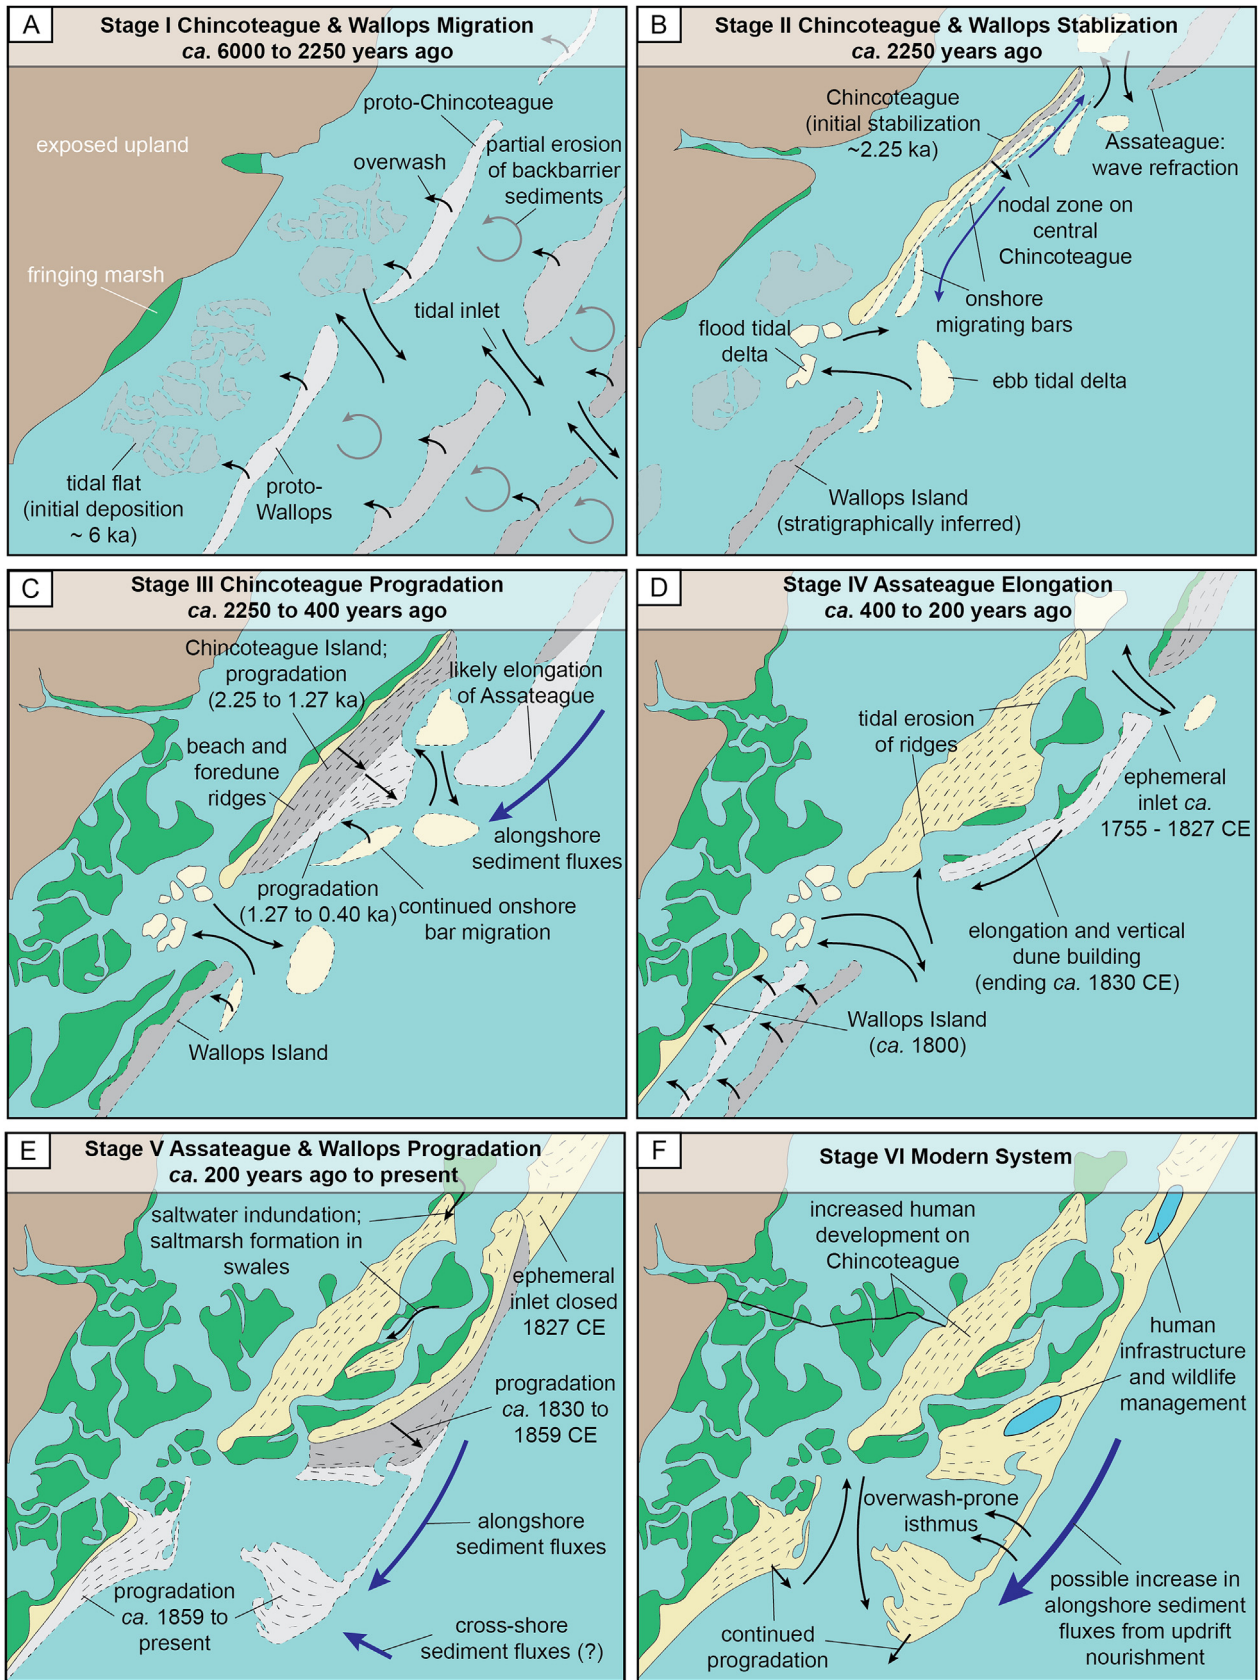 A
Stage I Chincoteague & Wallops Migration
ca. 6000 to 2250 years ago
proto-Chincoteague
exposed upland
overwash
partial erosion
of backbarrier
sediments
fringing marsh
tidal inlet
tidal flat
(initial deposition
~ 6 ka)
proto-
Wallops
B
Stage II Chincoteague & Wallops Stablization
ca. 2250 years ago
Chincoteague
(initial stabilization
~2.25 ka)
Assateague:
wave refraction
nodal zone on
central
Chincoteague
onshore
migrating bars
flood tidal
delta
ebb tidal delta
Wallops Island
(stratigraphically inferred)
C
Stage III Chincoteague Progradation
ca. 2250 to 400 years ago
Chincoteague Island;
progradation
(2.25 to 1.27 ka)
likely elongation
of Assateague
beach and
foredune
ridges
alongshore
sediment fluxes
progradation
(1.27 to 0.40 ka)
continued onshore
bar migration
Wallops Island
D
Stage IV Assateague Elongation
ca. 400 to 200 years ago
tidal erosion
of ridges
ephemeral
inlet ca.
1755 - 1827 CE
elongation and vertical
dune building
(ending ca. 1830 CE)
Wallops Island
(ca. 1800)
E
Stage V Assateague & Wallops Progradation
ca. 200 years ago to present
saltwater indundation;
saltmarsh formation in
swales
ephemeral
inlet closed
1827 CE
progradation
ca. 1830 to
1859 CE
alongshore
sediment fluxes
progradation
ca. 1859 to
present
cross-shore
sediment fluxes (?)
F
Stage VI Modern System
increased human
development on
Chincoteague
human
infrastructure
and wildlife
management
overwash-prone
isthmus
possible increase in
alongshore sediment
fluxes from updrift
nourishment
continued
progradation